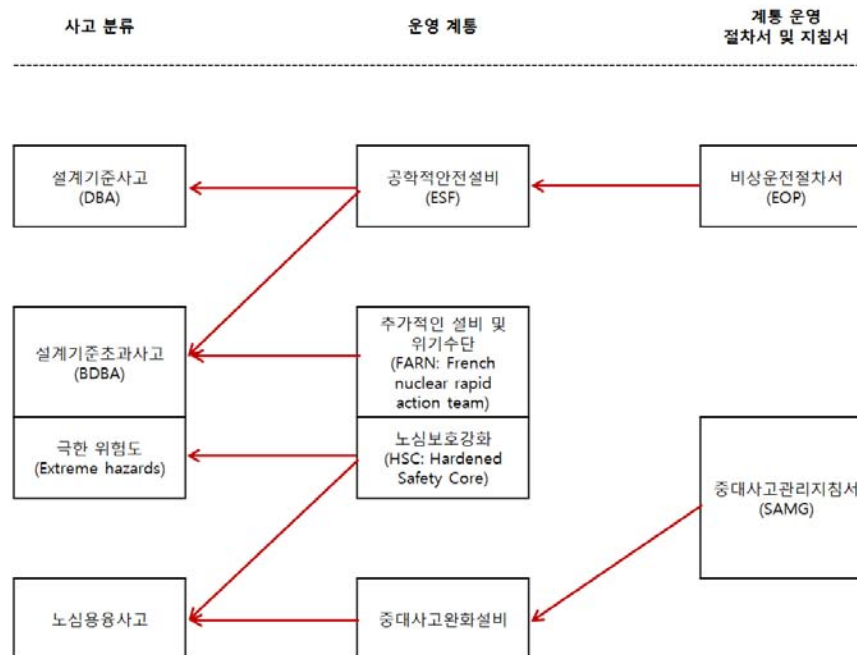 사고 분류
운영 계통
계통 운영
절차서 및 지침서
설계기준사고
(DBA)
공학적안전설비
(ESF)
비상운전절차서
(EOP)
설계기준초과사고
(BDBA)
추가적인 설비 및
위기수단
(FARN: French
nuclear rapid
action team)
극한 위험도
(Extreme hazards)
노심보호강화
(HSC: Hardened
Safety Core)
중대사고관리지침서
(SAMG)
노심용융사고
중대사고완화설비